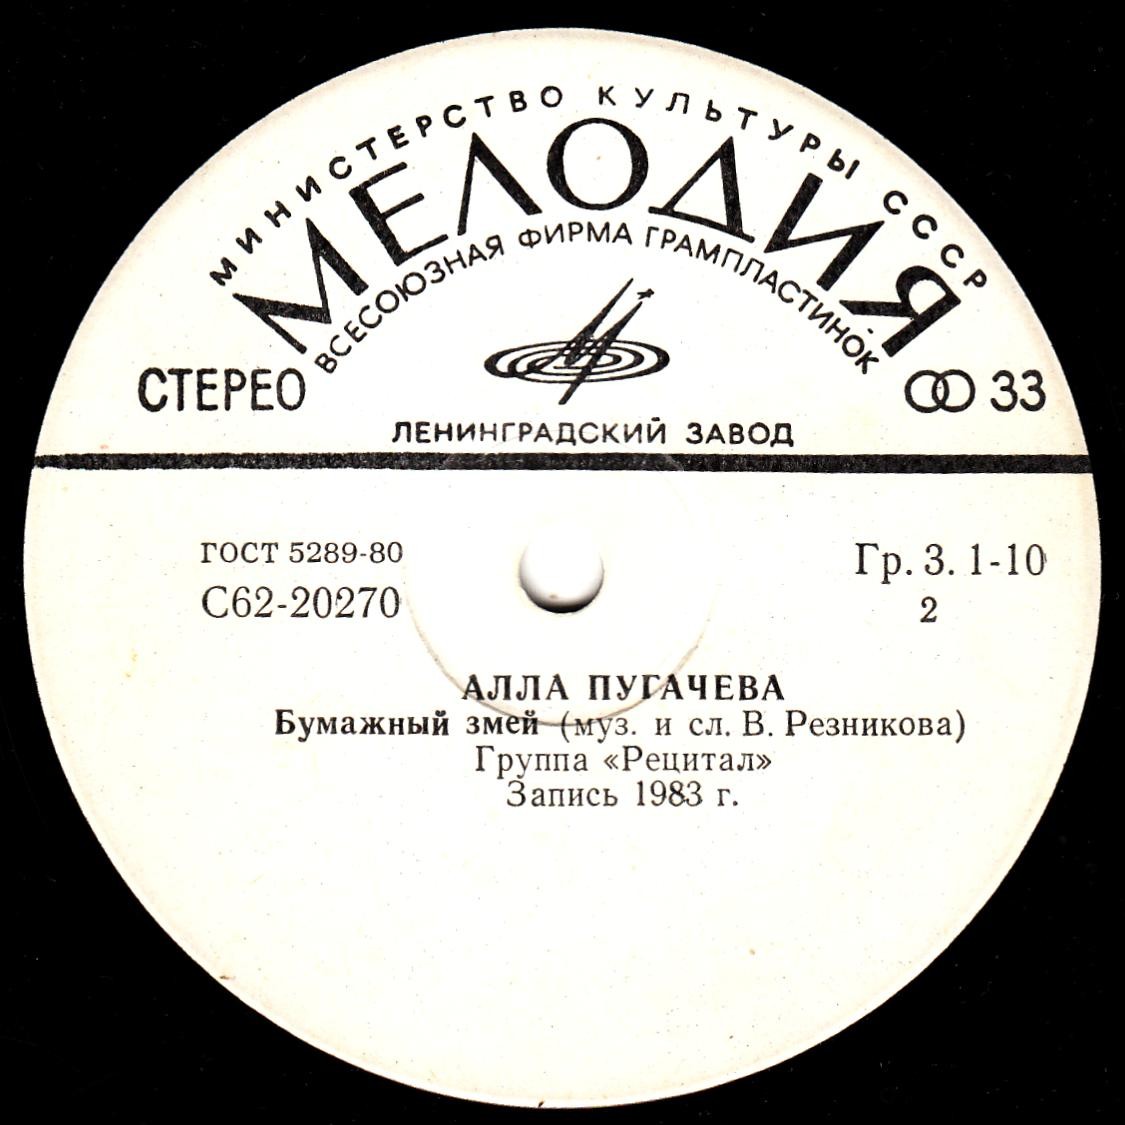 МИНИСТЕРСТВО КУЛЬТУРЫ СССР
МЕЛОДИЯ
ВСЕСОЮЗНАЯ ФИРМА ГРАМПЛАСТИНОК
СТЕРЕО
33
ЛЕНИНГРАДСКИЙ ЗАВОД
ГОСТ 5289-80
Гр. 3. 1-10
С62-20270
2
АЛЛА ПУГАЧЕВА
Бумажный змей (муз. и сл. В. Резникова)
Группа «Рецитал»
Запись 1983 г.